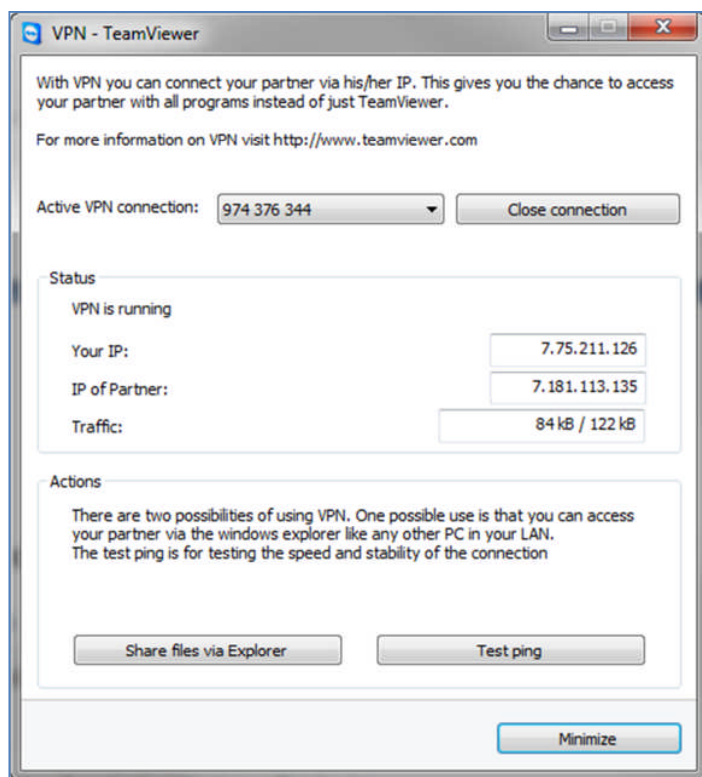 VPN - TeamViewer
With VPN you can connect your partner via his/her IP. This gives you the chance to access
your partner with all programs instead of just TeamViewer.
For more information on VPN visit http://www.teamviewer.com
Active VPN connection: 974 376 344 Close connection
Status
VPN is running
Your IP: 7.75.211.126
IP of Partner: 7.181.113.135
Traffic: 84 kB / 122 kB
Actions
There are two possibilities of using VPN. One possible use is that you can access
your partner via the windows explorer like any other PC in your LAN.
The test ping is for testing the speed and stability of the connection
Share files via Explorer Test ping
Minimize